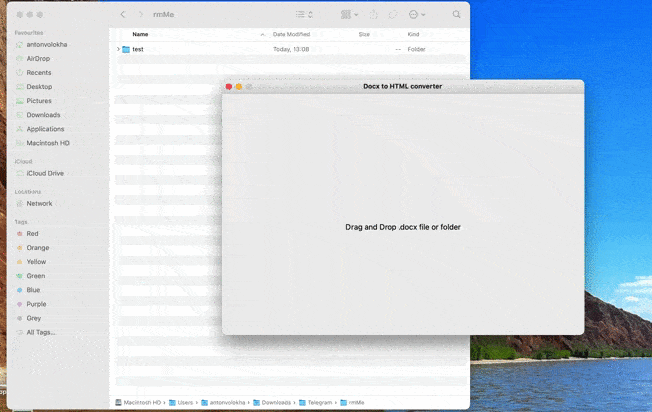 rmMe
Favourites
antonvolokha
AirDrop
Recents
Desktop
Pictures
Downloads
Applications
Macintosh HD
iCloud
iCloud Drive
Locations
Network
Tags
Red
Orange
Yellow
Green
Blue
Purple
Grey
All Tags...
Name Date Modified Size Kind
test Today, 13:08 -- Folder
Docx to HTML converter
Drag and Drop .docx file or folder
Macintosh HD › Users › antonvolokha › Downloads › Telegram › rmMe